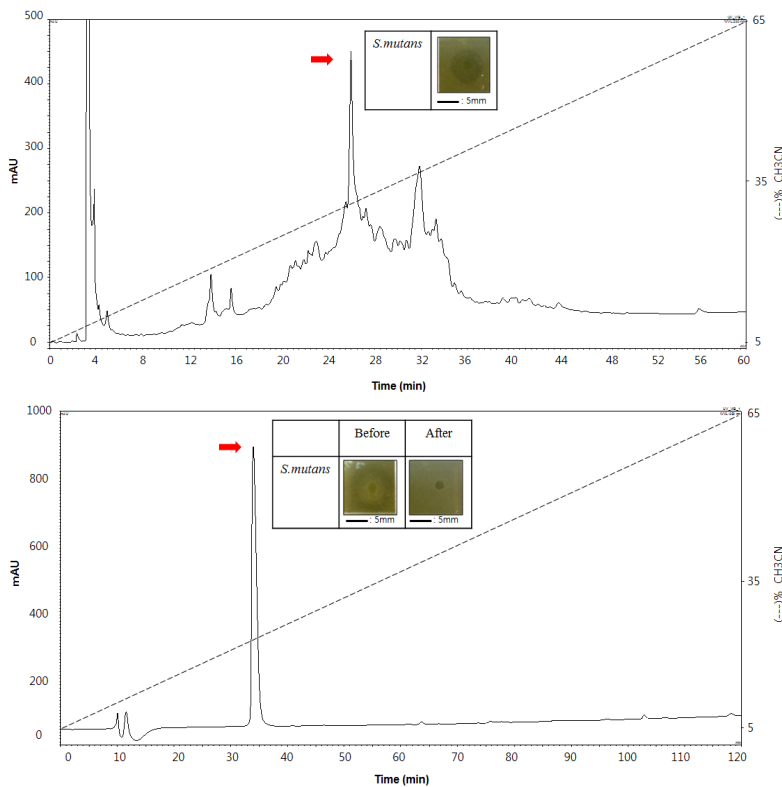 500
400
300
200
100
50
0
mAU
S.mutans
: 5mm
65
35
5
(---)% CH3CN
0 4 8 12 16 20 24 28 32 36 40 44 48 52 56 60
Time (min)
1000
800
600
400
200
0
mAU
Before After
S.mutans
: 5mm : 5mm
65
35
5
(---)% CH3CN
0 10 20 30 40 50 60 70 80 90 100 110 120
Time (min)